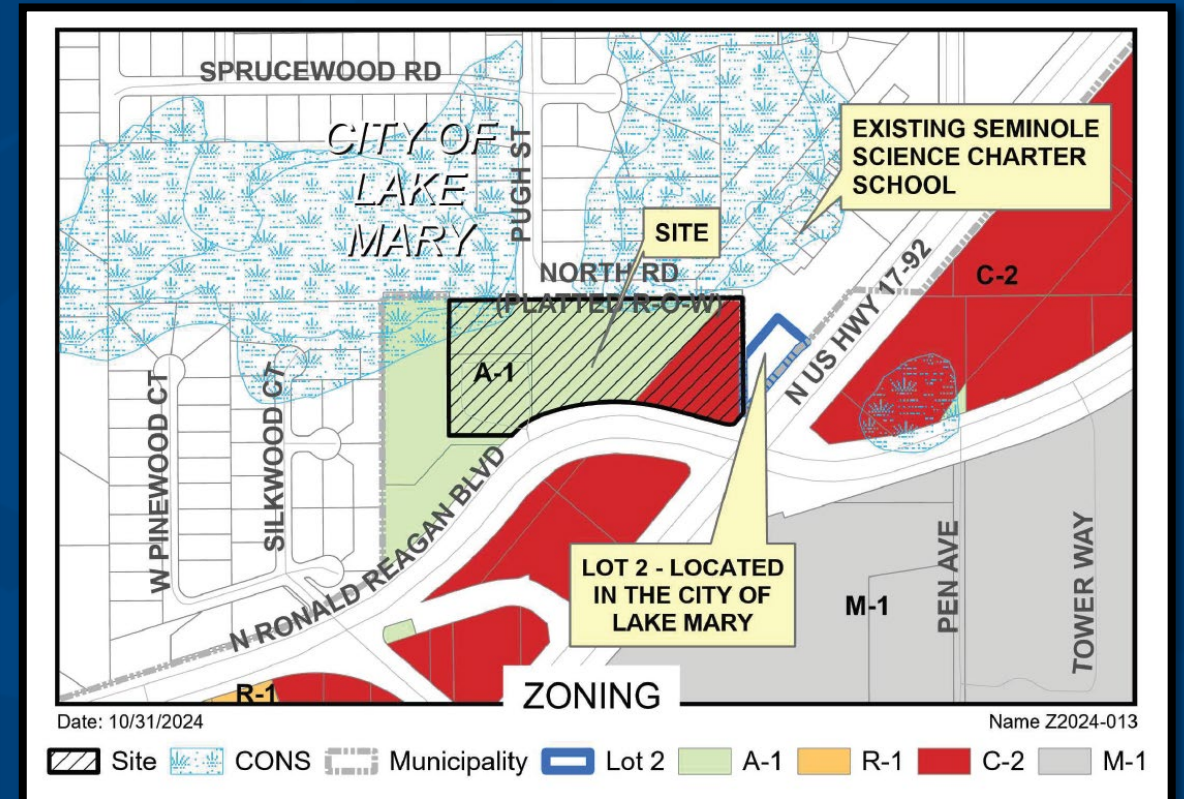 SPRUCEWOOD RD
CITY OF
LAKE
MARY
PUGH ST
EXISTING SEMINOLE
SCIENCE CHARTER
SCHOOL
SITE
NORTH RD
(PLATTED R-O-W)
C-2
N US HWY 17-92
A-1
W PINEWOOD CT
SILKWOOD CT
N RONALD REAGAN BLVD
LOT 2 - LOCATED
IN THE CITY OF
LAKE MARY
M-1
PEN AVE
TOWER WAY
R-1
ZONING
Date: 10/31/2024
Name Z2024-013
Site
CONS
Municipality
Lot 2
A-1
R-1
C-2
M-1